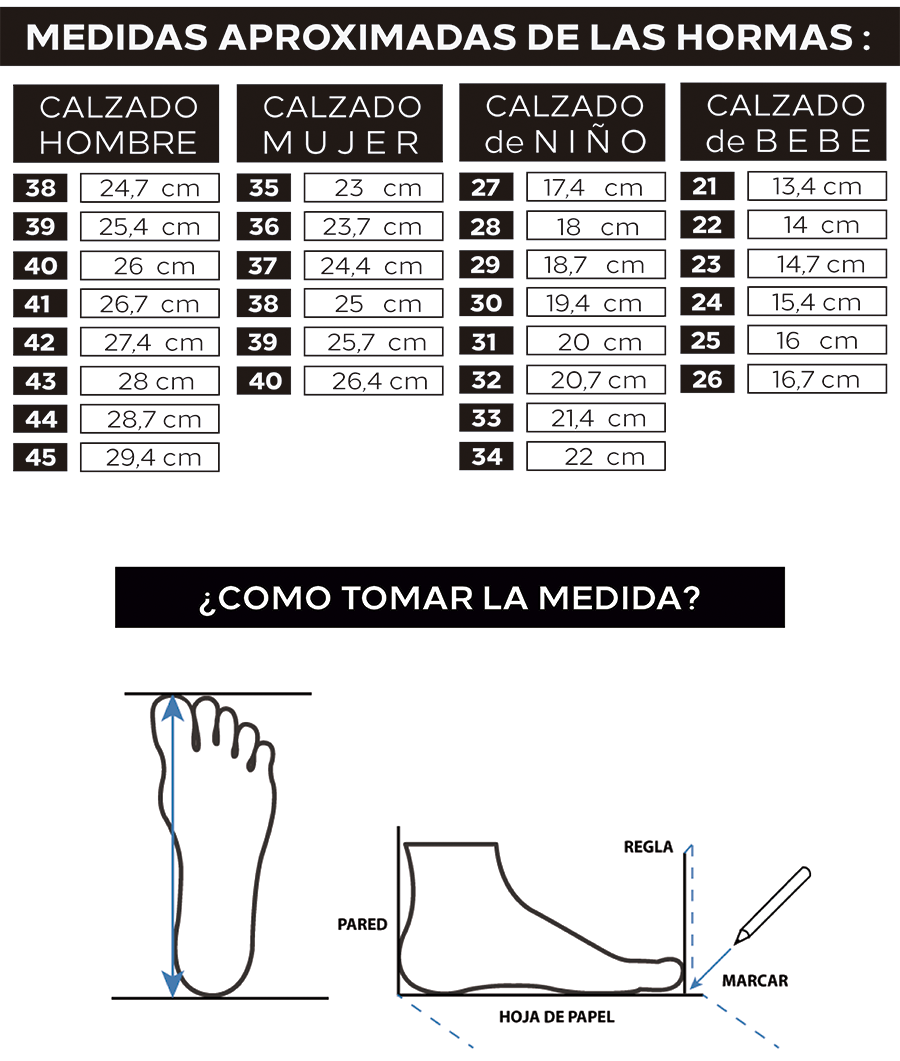 MEDIDAS APROXIMADAS DE LAS HORMAS :
CALZADO
HOMBRE
38 24,7 cm
39 25,4 cm
40 26 cm
41 26,7 cm
42 27,4 cm
43 28 cm
44 28,7 cm
45 29,4 cm
CALZADO
MUJER
35 23 cm
36 23,7 cm
37 24,4 cm
38 25 cm
39 25,7 cm
40 26,4 cm
CALZADO
de NIÑO
27 17,4 cm
28 18 cm
29 18,7 cm
30 19,4 cm
31 20 cm
32 20,7 cm
33 21,4 cm
34 22 cm
CALZADO
de BEBE
21 13,4 cm
22 14 cm
23 14,7 cm
24 15,4 cm
25 16 cm
26 16,7 cm
¿COMO TOMAR LA MEDIDA?
REGLA
PARED
MARCAR
HOJA DE PAPEL